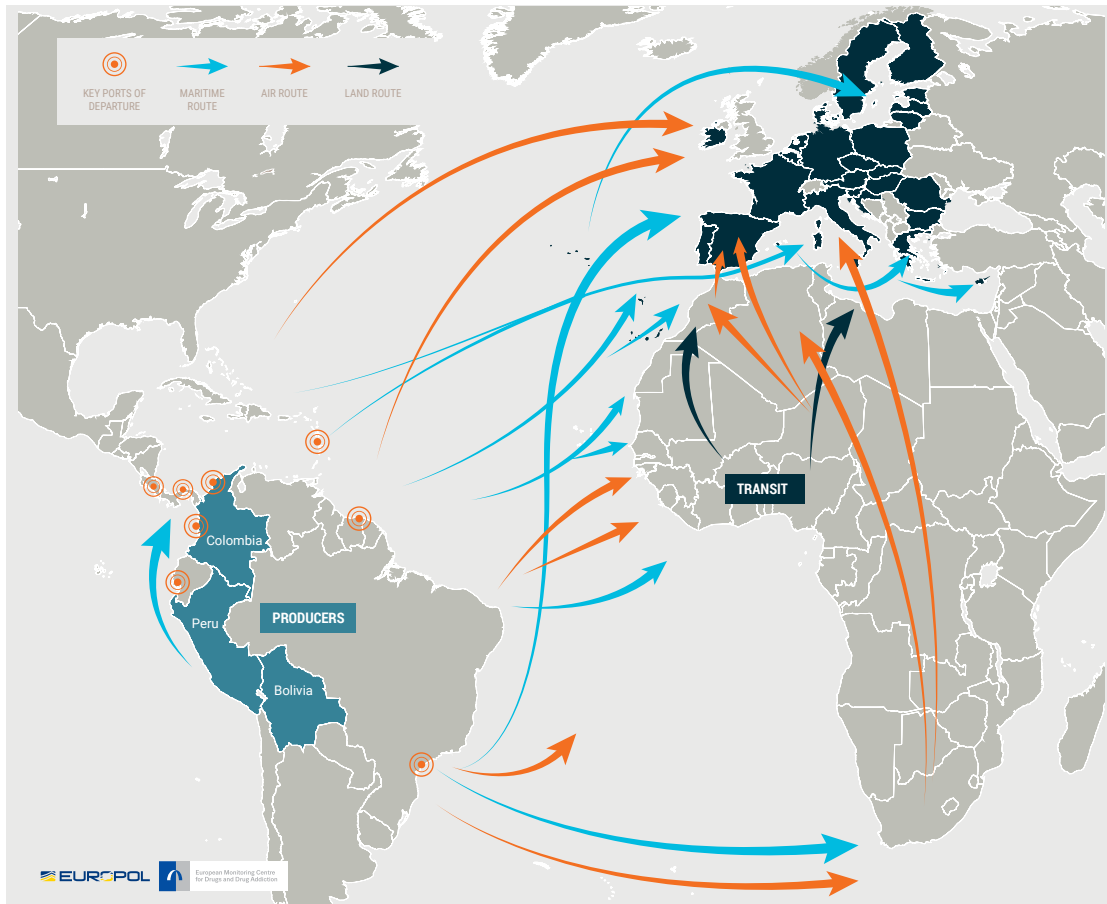 KEY PORTS OF
DEPARTURE
MARITIME
ROUTE
AIR ROUTE
LAND ROUTE
TRANSIT
Colombia
PRODUCERS
Peru
Bolivia
EUROPOL
European Monitoring Centre
for Drugs and Drug Addiction